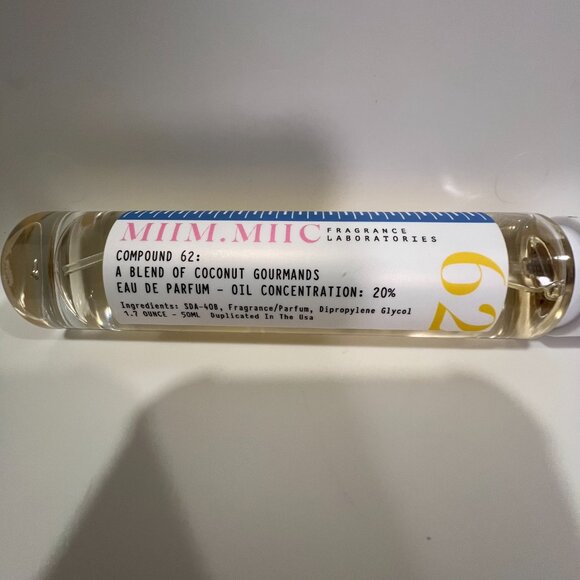 MIIM.MIIC FRAGRANCE
LABORATORIES
COMPOUND 62:
A BLEND OF COCONUT GOURMANDS
EAU DE PARFUM - OIL CONCENTRATION: 20%
Ingredients: SDA-40B, Fragrance/Parfum, Dipropylene Glycol
1.7 OUNCE - 50ML Duplicated In The Usa
62